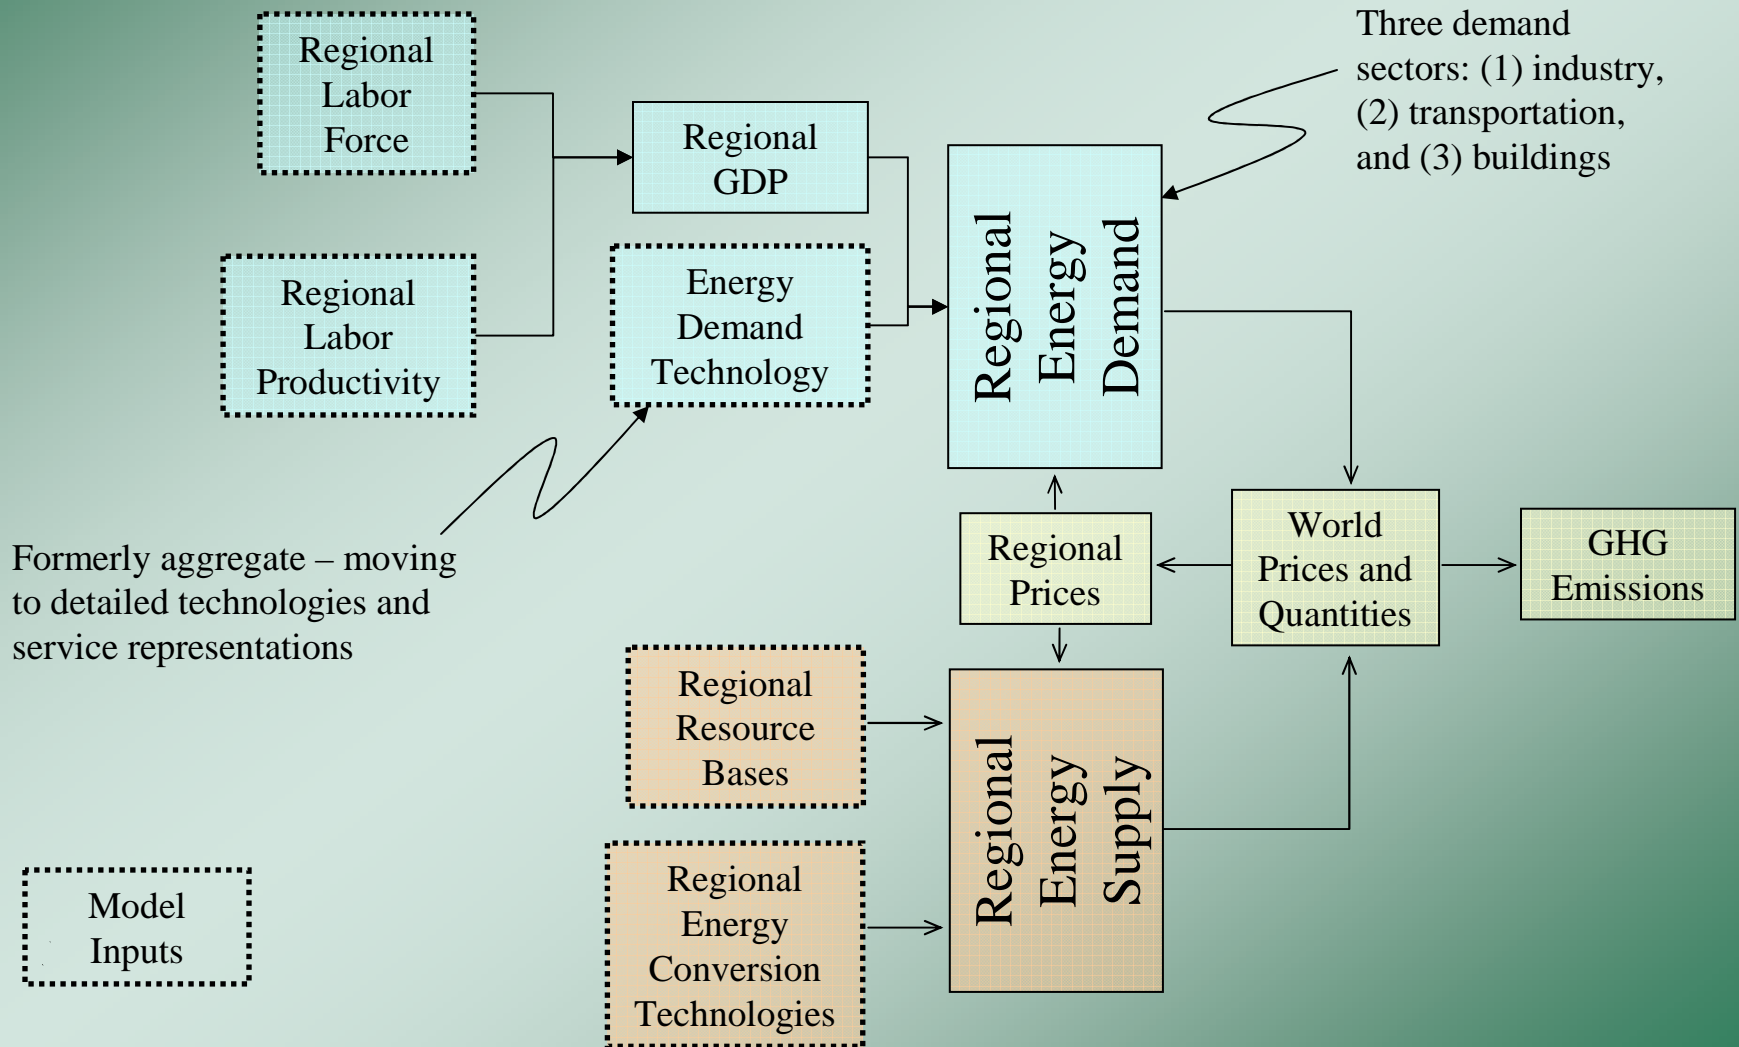 Regional
Labor
Force
Regional
GDP
Three demand
sectors: (1) industry,
(2) transportation,
and (3) buildings
Regional
Labor
Productivity
Energy
Demand
Technology
Regional
Energy
Demand
Formerly aggregate – moving
to detailed technologies and
service representations
Regional
Prices
World
Prices and
Quantities
GHG
Emissions
Regional
Resource
Bases
Regional
Energy
Supply
Regional
Energy
Conversion
Technologies
Model
Inputs